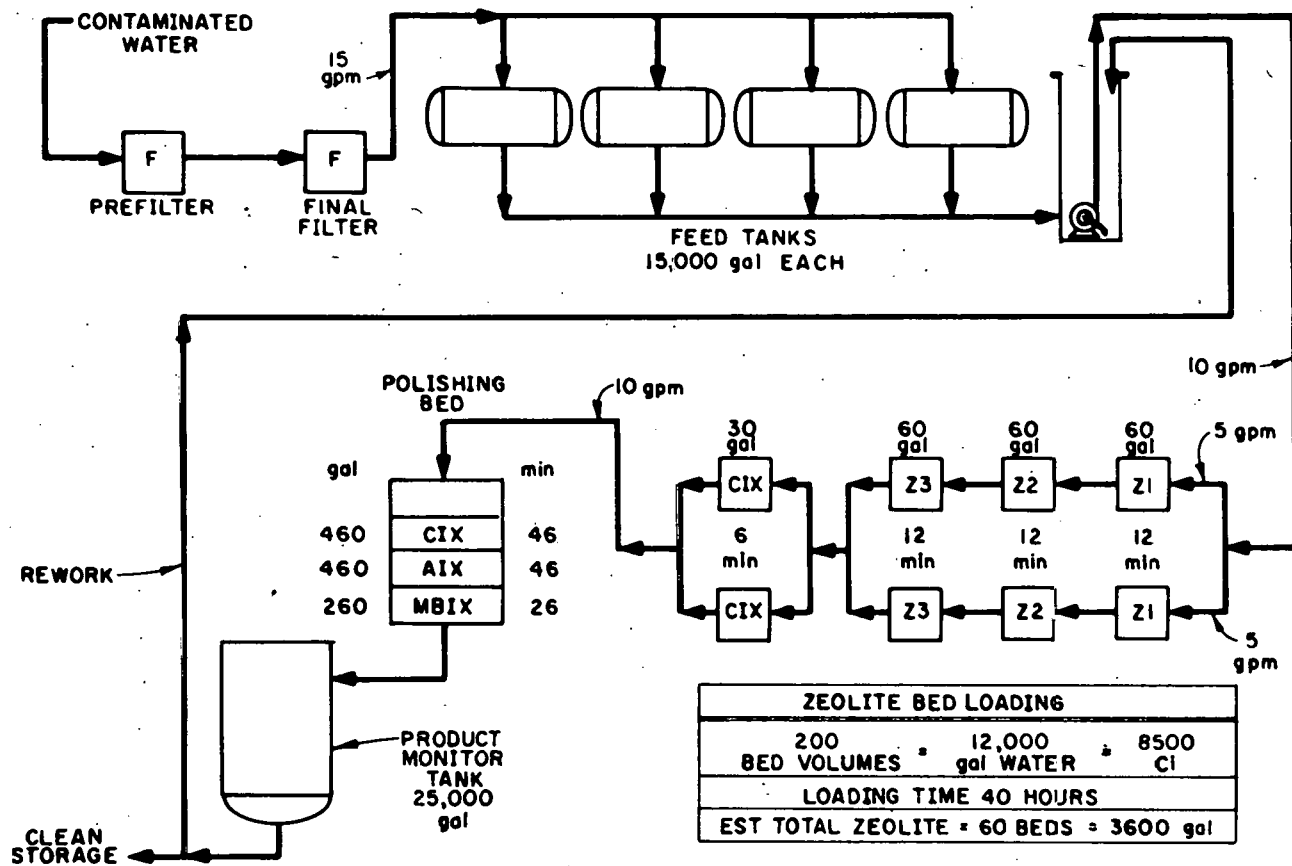 CONTAMINATED
WATER
15
gpm
F
PREFILTER
F
FINAL
FILTER
FEED TANKS
15,000 gal EACH
10 gpm
POLISHING
BED
10 gpm
gal
min
460 CIX 46
460 AIX 46
260 MBIX 26
30
gal
60
gal
60
gal
60
gal
5 gpm
CIX
Z3
Z2
Z1
6
min
12
min
12
min
12
min
CIX
Z3
Z2
Z1
5
gpm
REWORK
PRODUCT
MONITOR
TANK
25,000
gal
CLEAN
STORAGE
ZEOLITE BED LOADING
200
BED VOLUMES
=
12,000
gal WATER
=
8500
Ci
LOADING TIME 40 HOURS
EST TOTAL ZEOLITE = 60 BEDS = 3600 gal